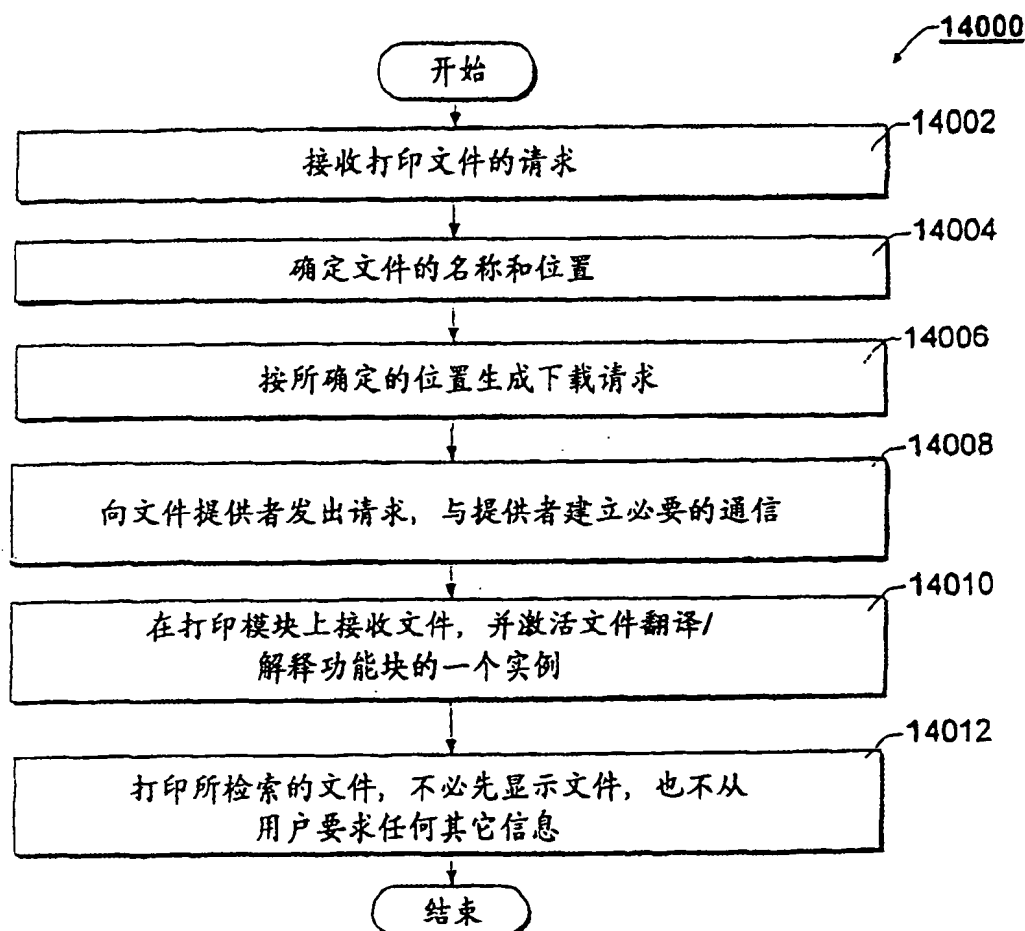 14000
开始
14002
接收打印文件的请求
14004
确定文件的名称和位置
14006
按所确定的位置生成下载请求
14008
向文件提供者发出请求，与提供者建立必要的通信
14010
在打印模块上接收文件，并激活文件翻译/
解释功能块的一个实例
14012
打印所检索的文件，不必先显示文件，也不从
用户要求任何其它信息
结束